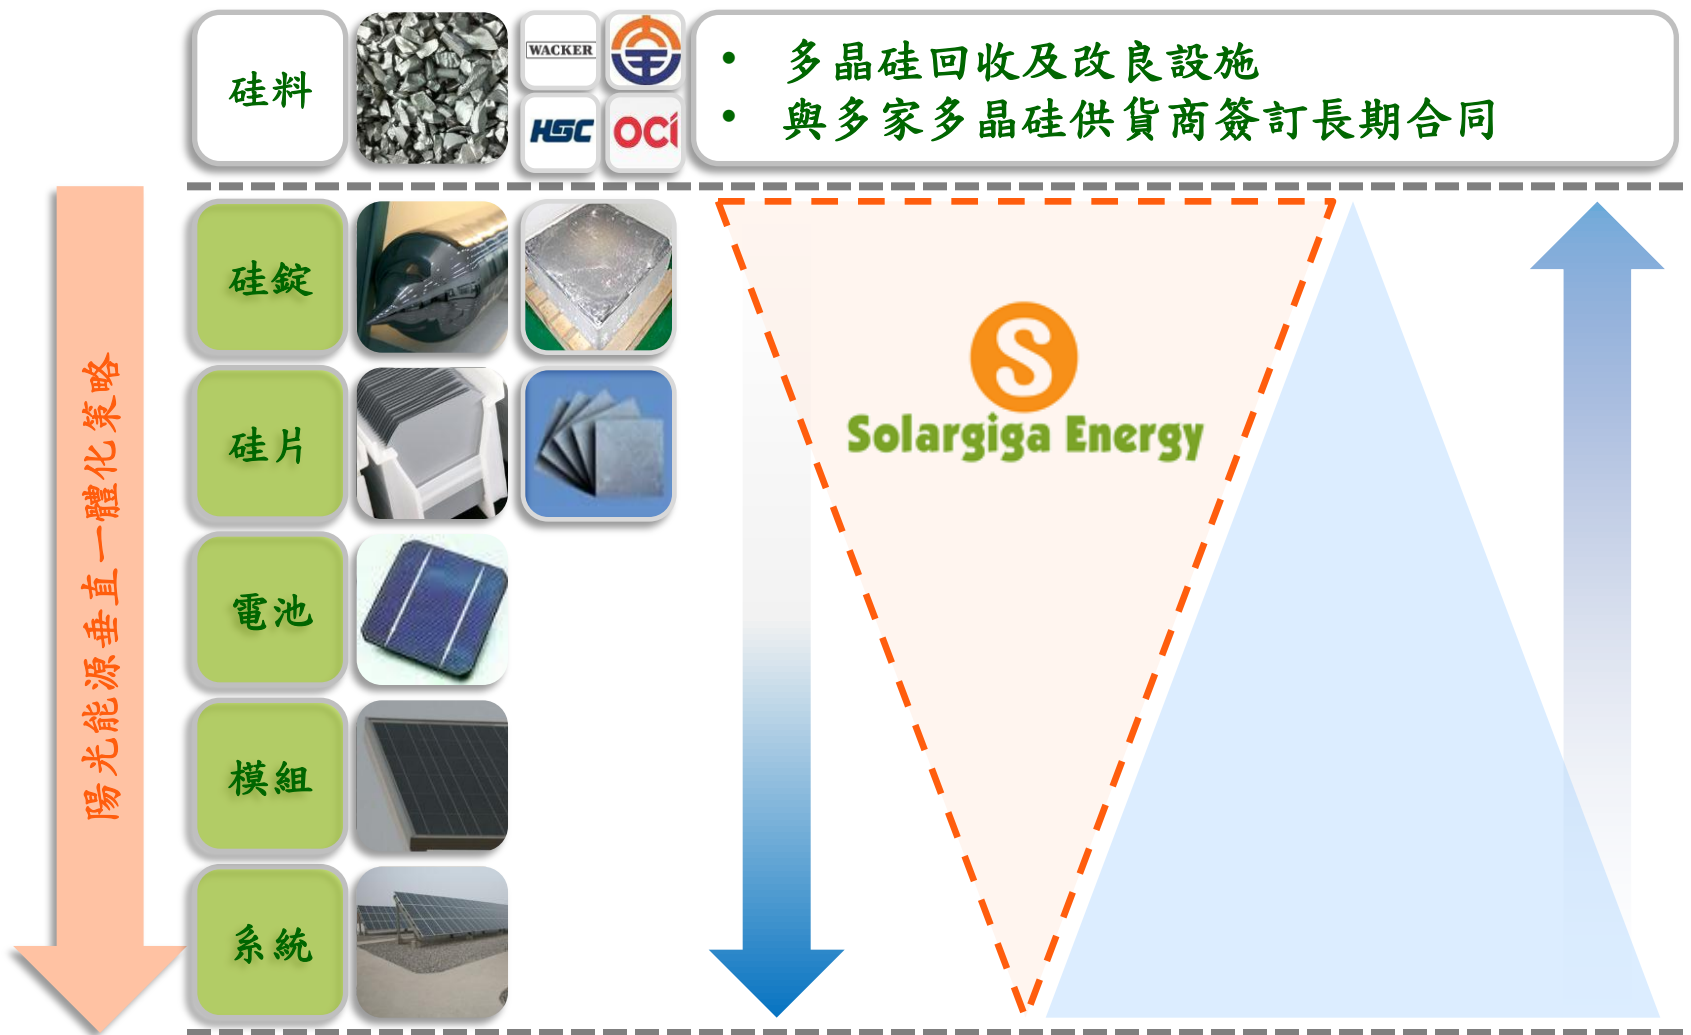 硅料
WACKER
HSC
OCI
• 多晶硅回收及改良設施
• 與多家多晶硅供貨商簽訂長期合同
陽光能源垂直一體化策略
硅錠
硅片
電池
模組
系統
S
Solargiga Energy